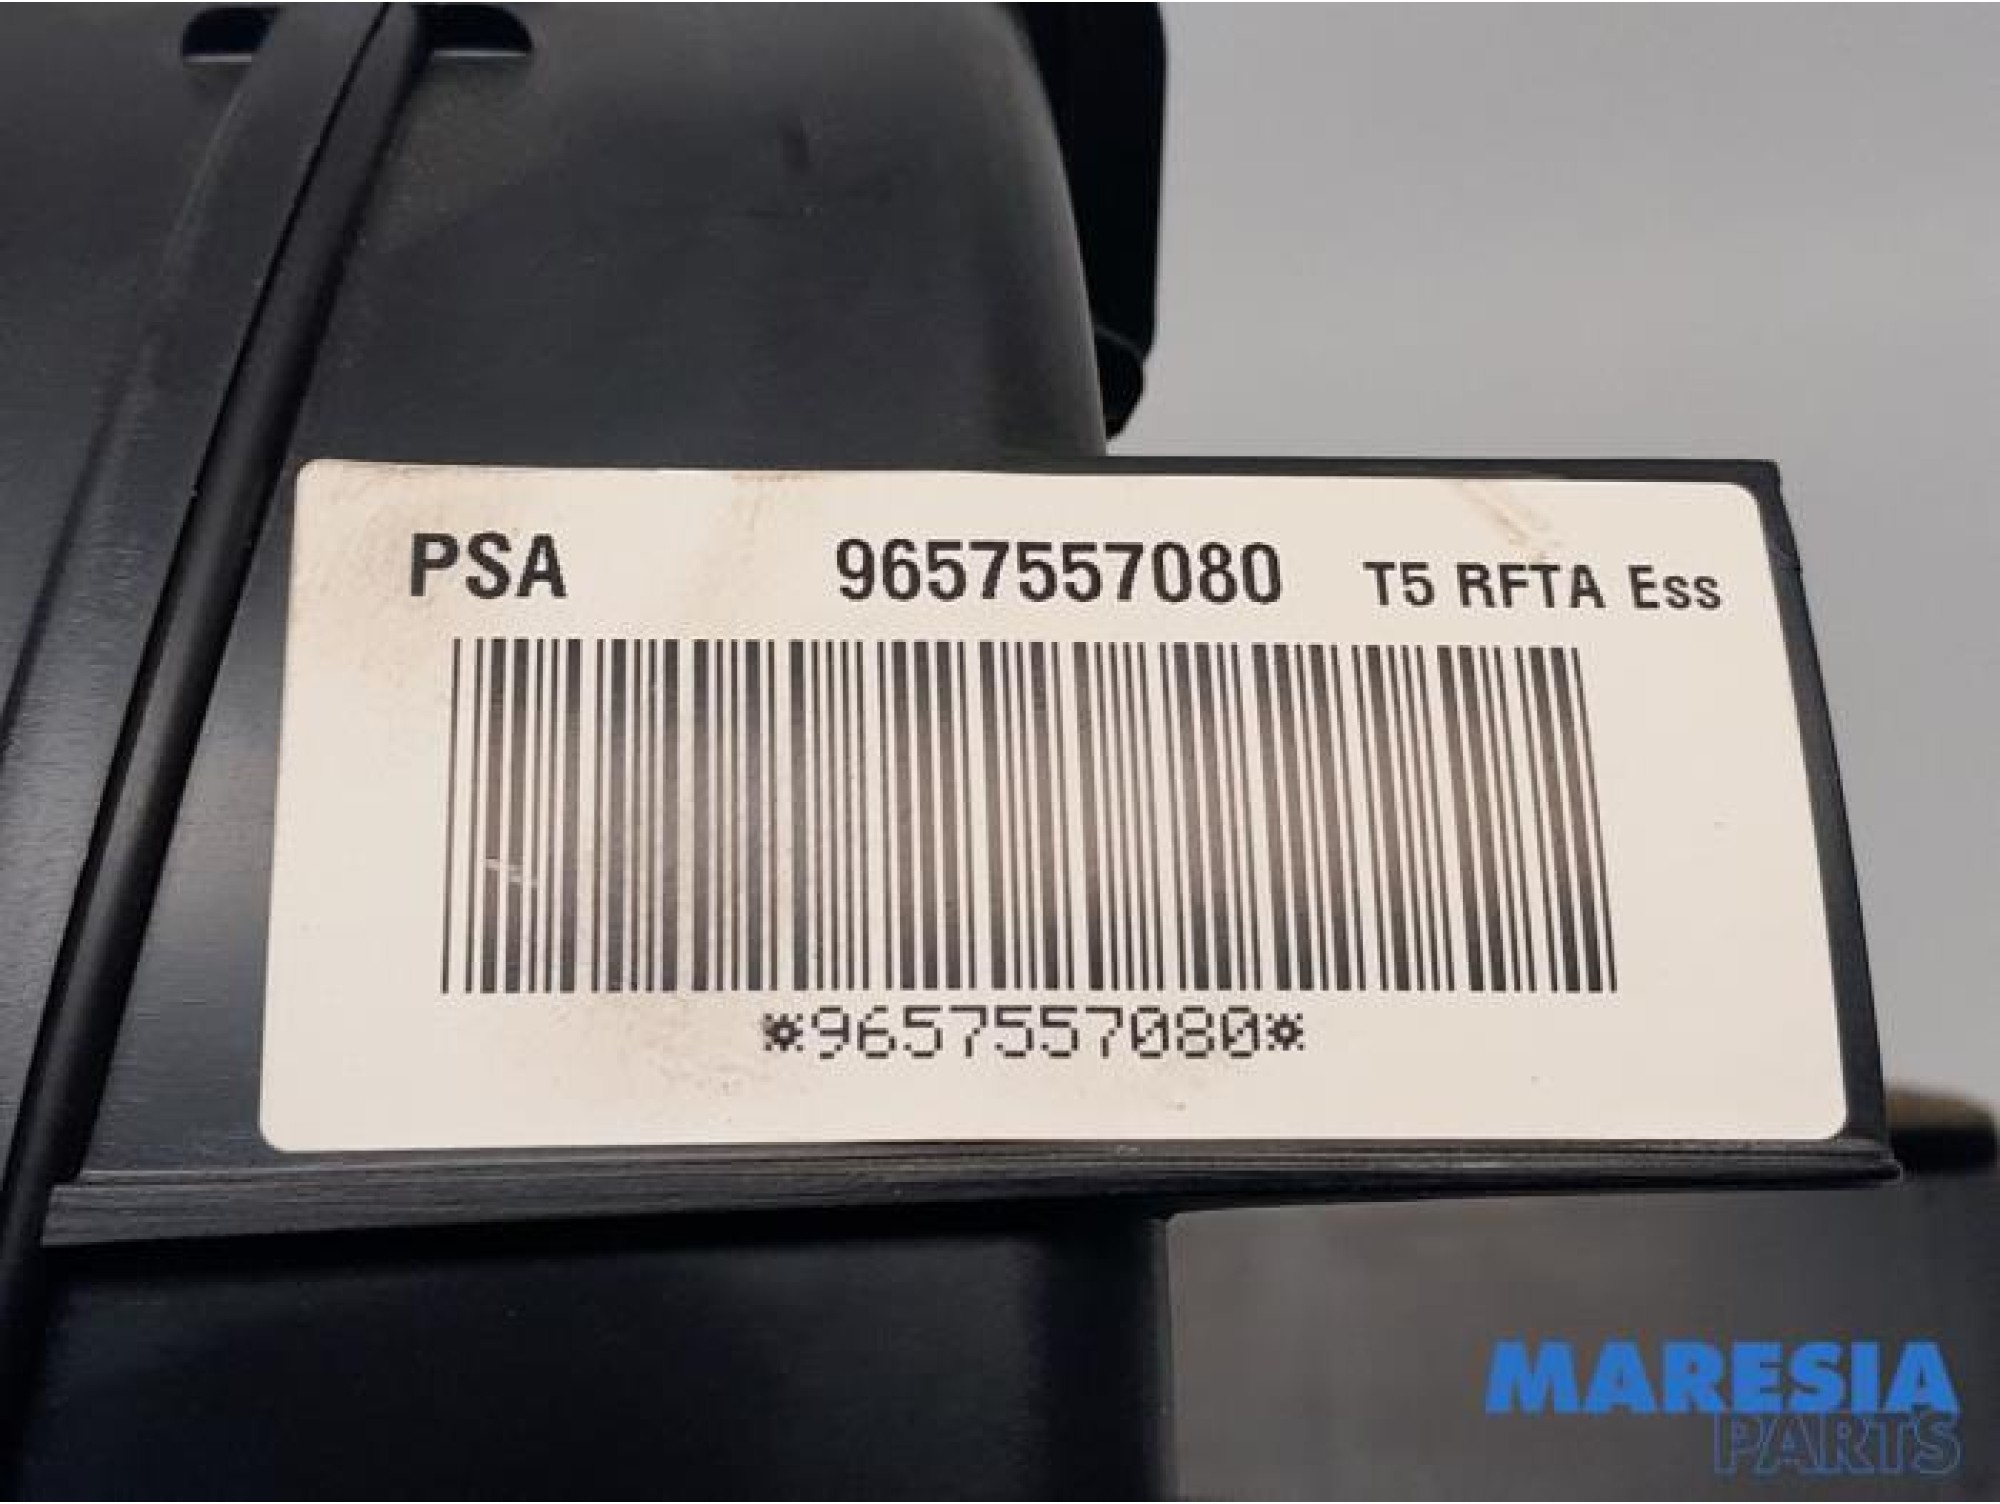 PSA 9657557080 T5 RFTA Ess
*9657557080*
MARESIA
PARTS